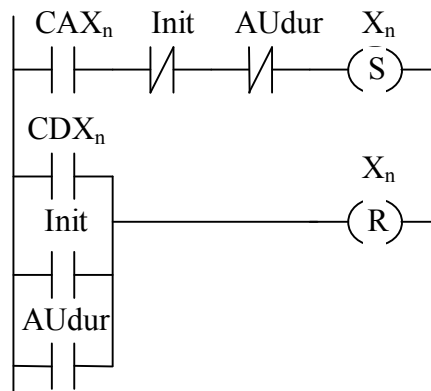 CAXₙ Init AUdur Xₙ
S
CDXₙ
Xₙ
Init
R
AUdur